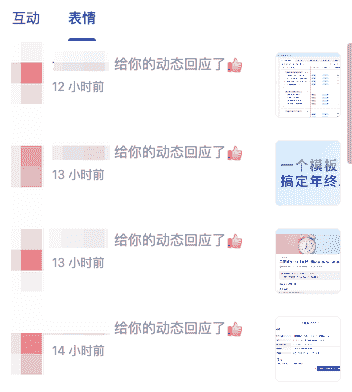 互动 表情
给你的动态回应了👍
12 小时前
给你的动态回应了👍
13 小时前
一个模板
搞定年终
给你的动态回应了👍
13 小时前
给你的动态回应了👍
14 小时前